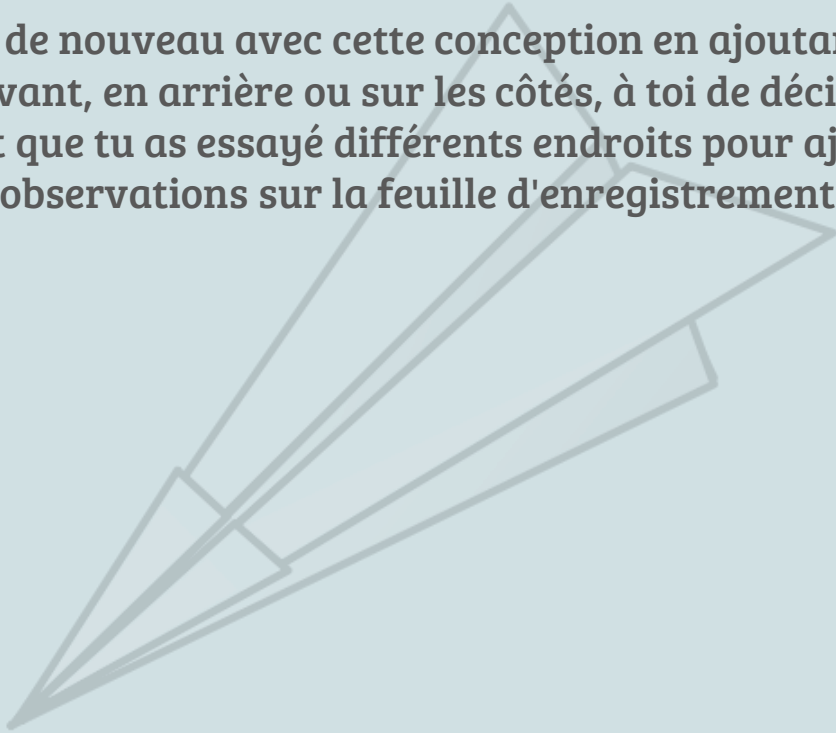 de nouveau avec cette conception en ajoutan
vant, en arrière ou sur les côtés, à toi de déci
t que tu as essayé différents endroits pour aj
observations sur la feuille d'enregistrement